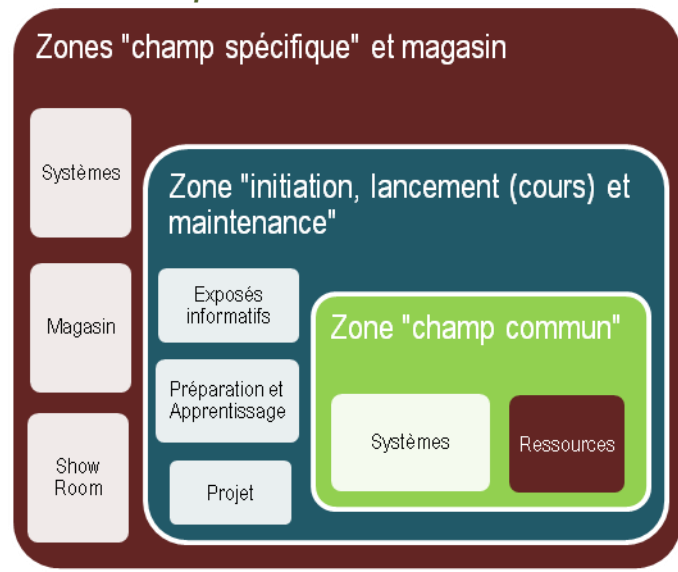 Zones "champ spécifique" et magasin
Systèmes
Zone "initiation, lancement (cours) et
maintenance"
Exposés
informatifs
Magasin
Zone "champ commun"
Préparation et
Apprentissage
Systèmes
Ressources
Show
Room
Projet